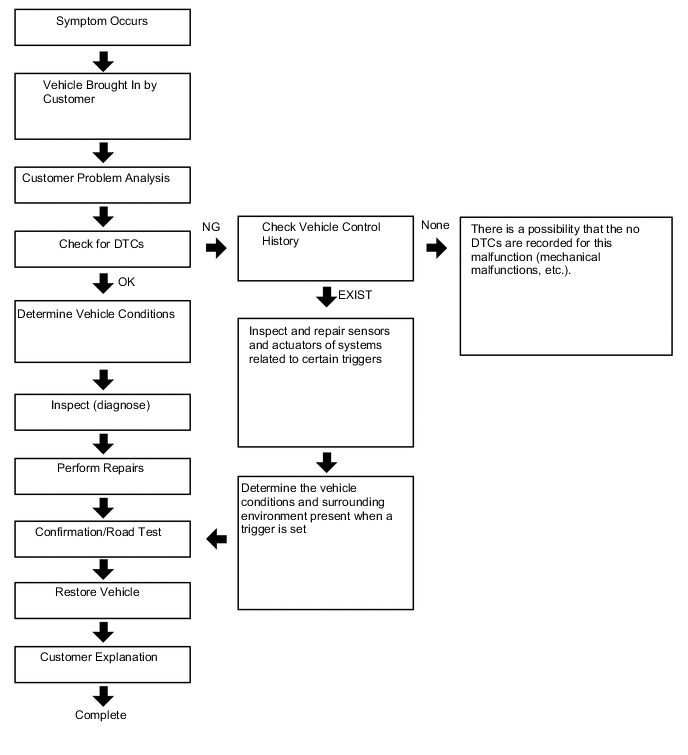 Symptom Occurs
Vehicle Brought In by
Customer
Customer Problem Analysis
Check for DTCs
NG
Check Vehicle Control
History
None
There is a possibility that the no
DTCs are recorded for this
malfunction (mechanical
malfunctions, etc.).
OK
EXIST
Determine Vehicle Conditions
Inspect and repair sensors
and actuators of systems
related to certain triggers
Inspect (diagnose)
Perform Repairs
Determine the vehicle
conditions and surrounding
environment present when a
trigger is set
Confirmation/Road Test
Restore Vehicle
Customer Explanation
Complete